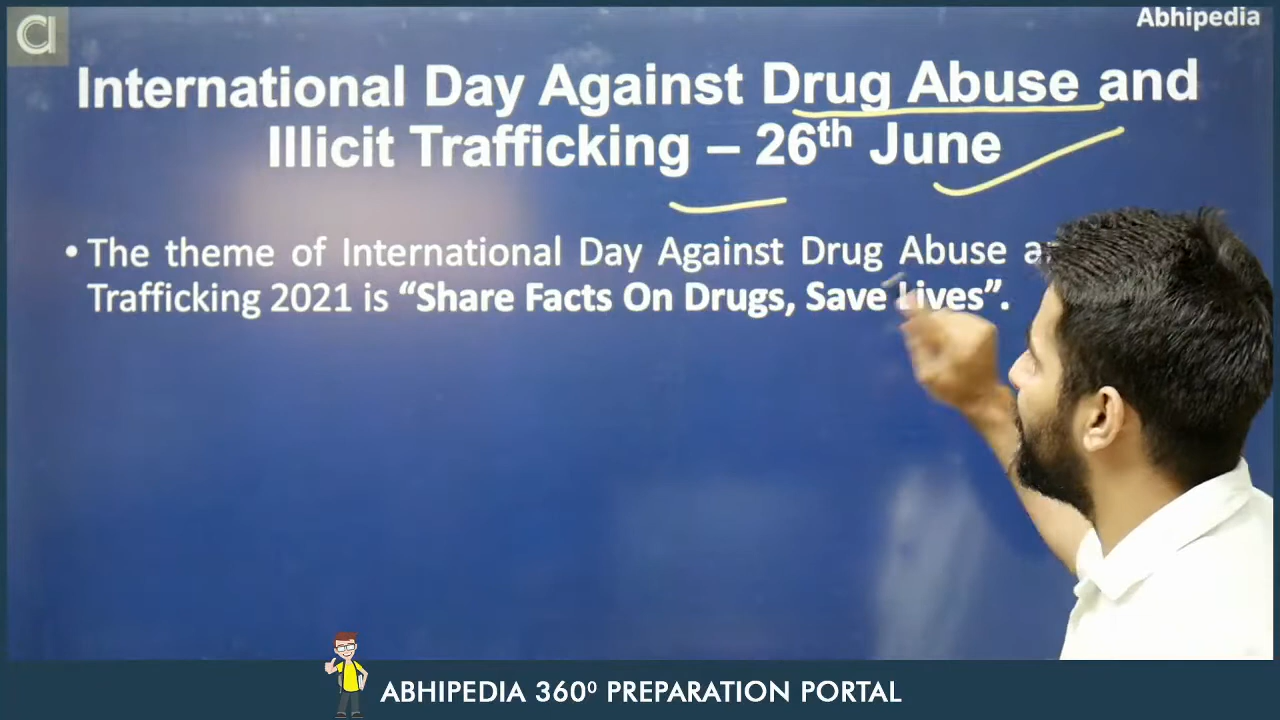 Abhipedia
International Day Against Drug Abuse and
Illicit Trafficking – 26th June
• The theme of International Day Against Drug Abuse
Trafficking 2021 is “Share Facts On Drugs, Save Lives”.
ABHIPEDIA 360⁰ PREPARATION PORTAL